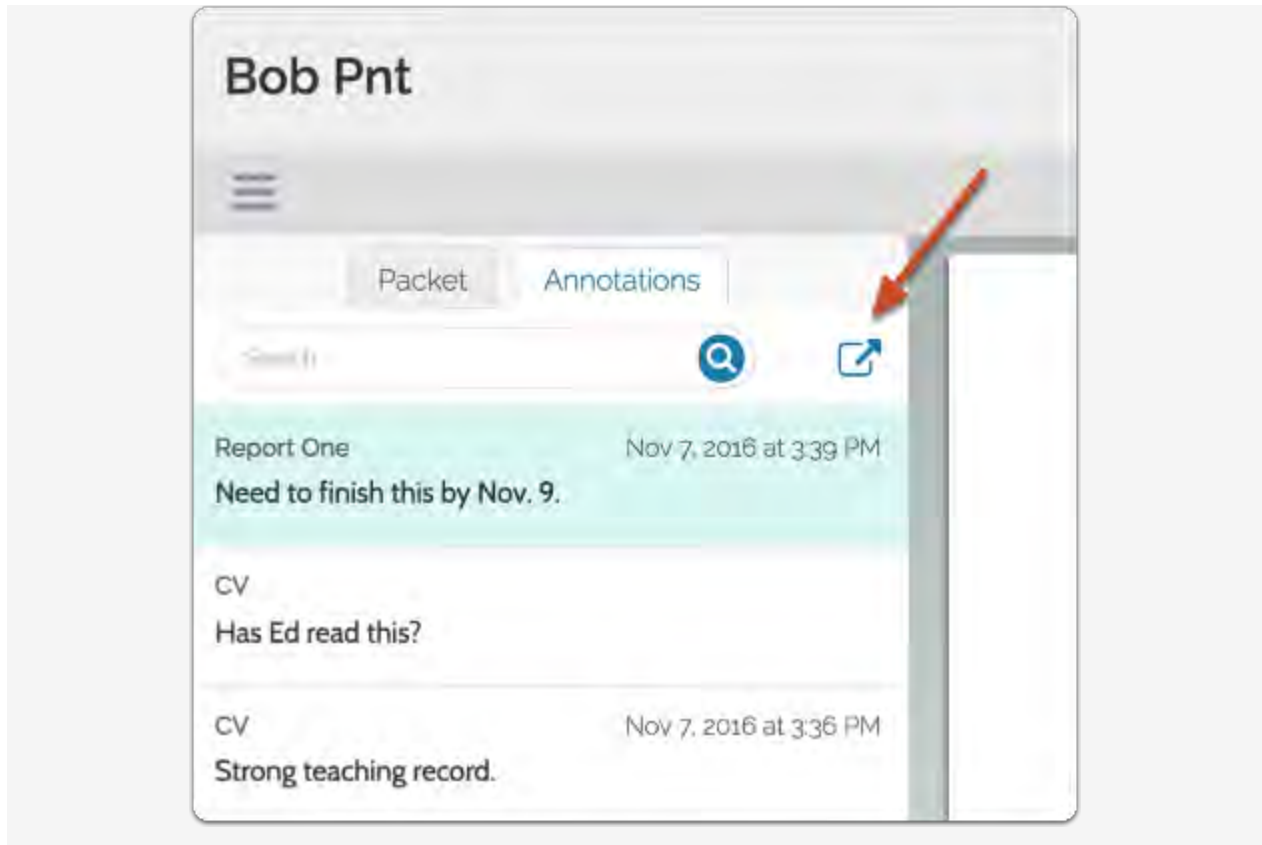 Bob Pnt
Packet Annotations
Search
Report One Nov 7, 2016 at 3:39 PM
Need to finish this by Nov. 9.
CV
Has Ed read this?
CV Nov 7, 2016 at 3:36 PM
Strong teaching record.